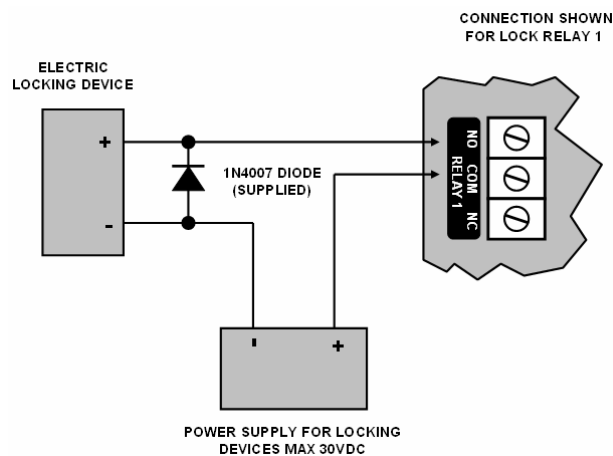 CONNECTION SHOWN
FOR LOCK RELAY 1
ELECTRIC
LOCKING DEVICE
+
-
1N4007 DIODE
(SUPPLIED)
NO COM NC
RELAY 1
- +
POWER SUPPLY FOR LOCKING
DEVICES MAX 30VDC